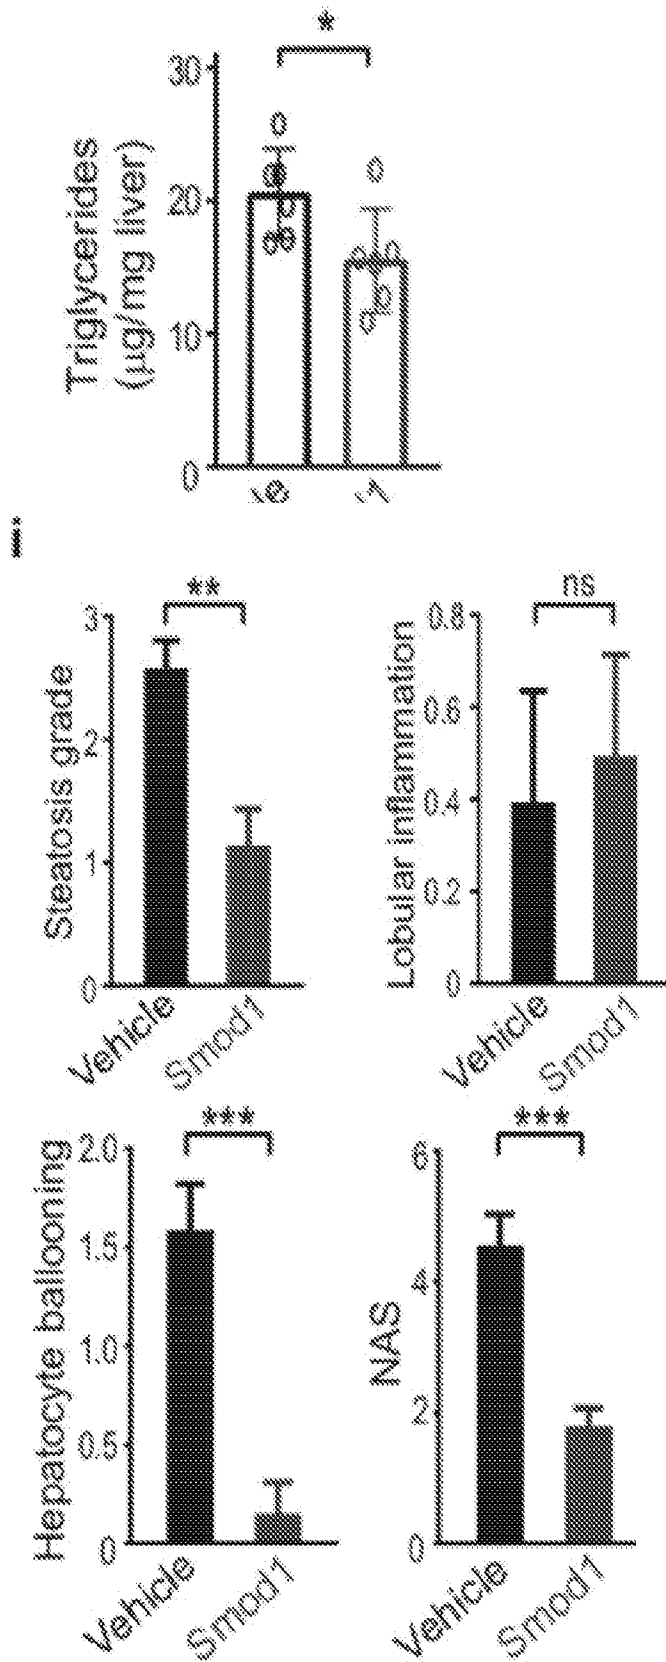 *
30
20
10
0
Triglycerides
(µg/mg liver)
**
3
2
1
0
Steatosis grade
Vehicle
Smod1
ns
0.8
0.6
0.4
0.2
0
Lobular inflammation
Vehicle
Smod1
***
2.0
1.5
1.0
0.5
0
Hepatocyte ballooning
Vehicle
Smod1
***
6
4
2
0
NAS
Vehicle
Smod1